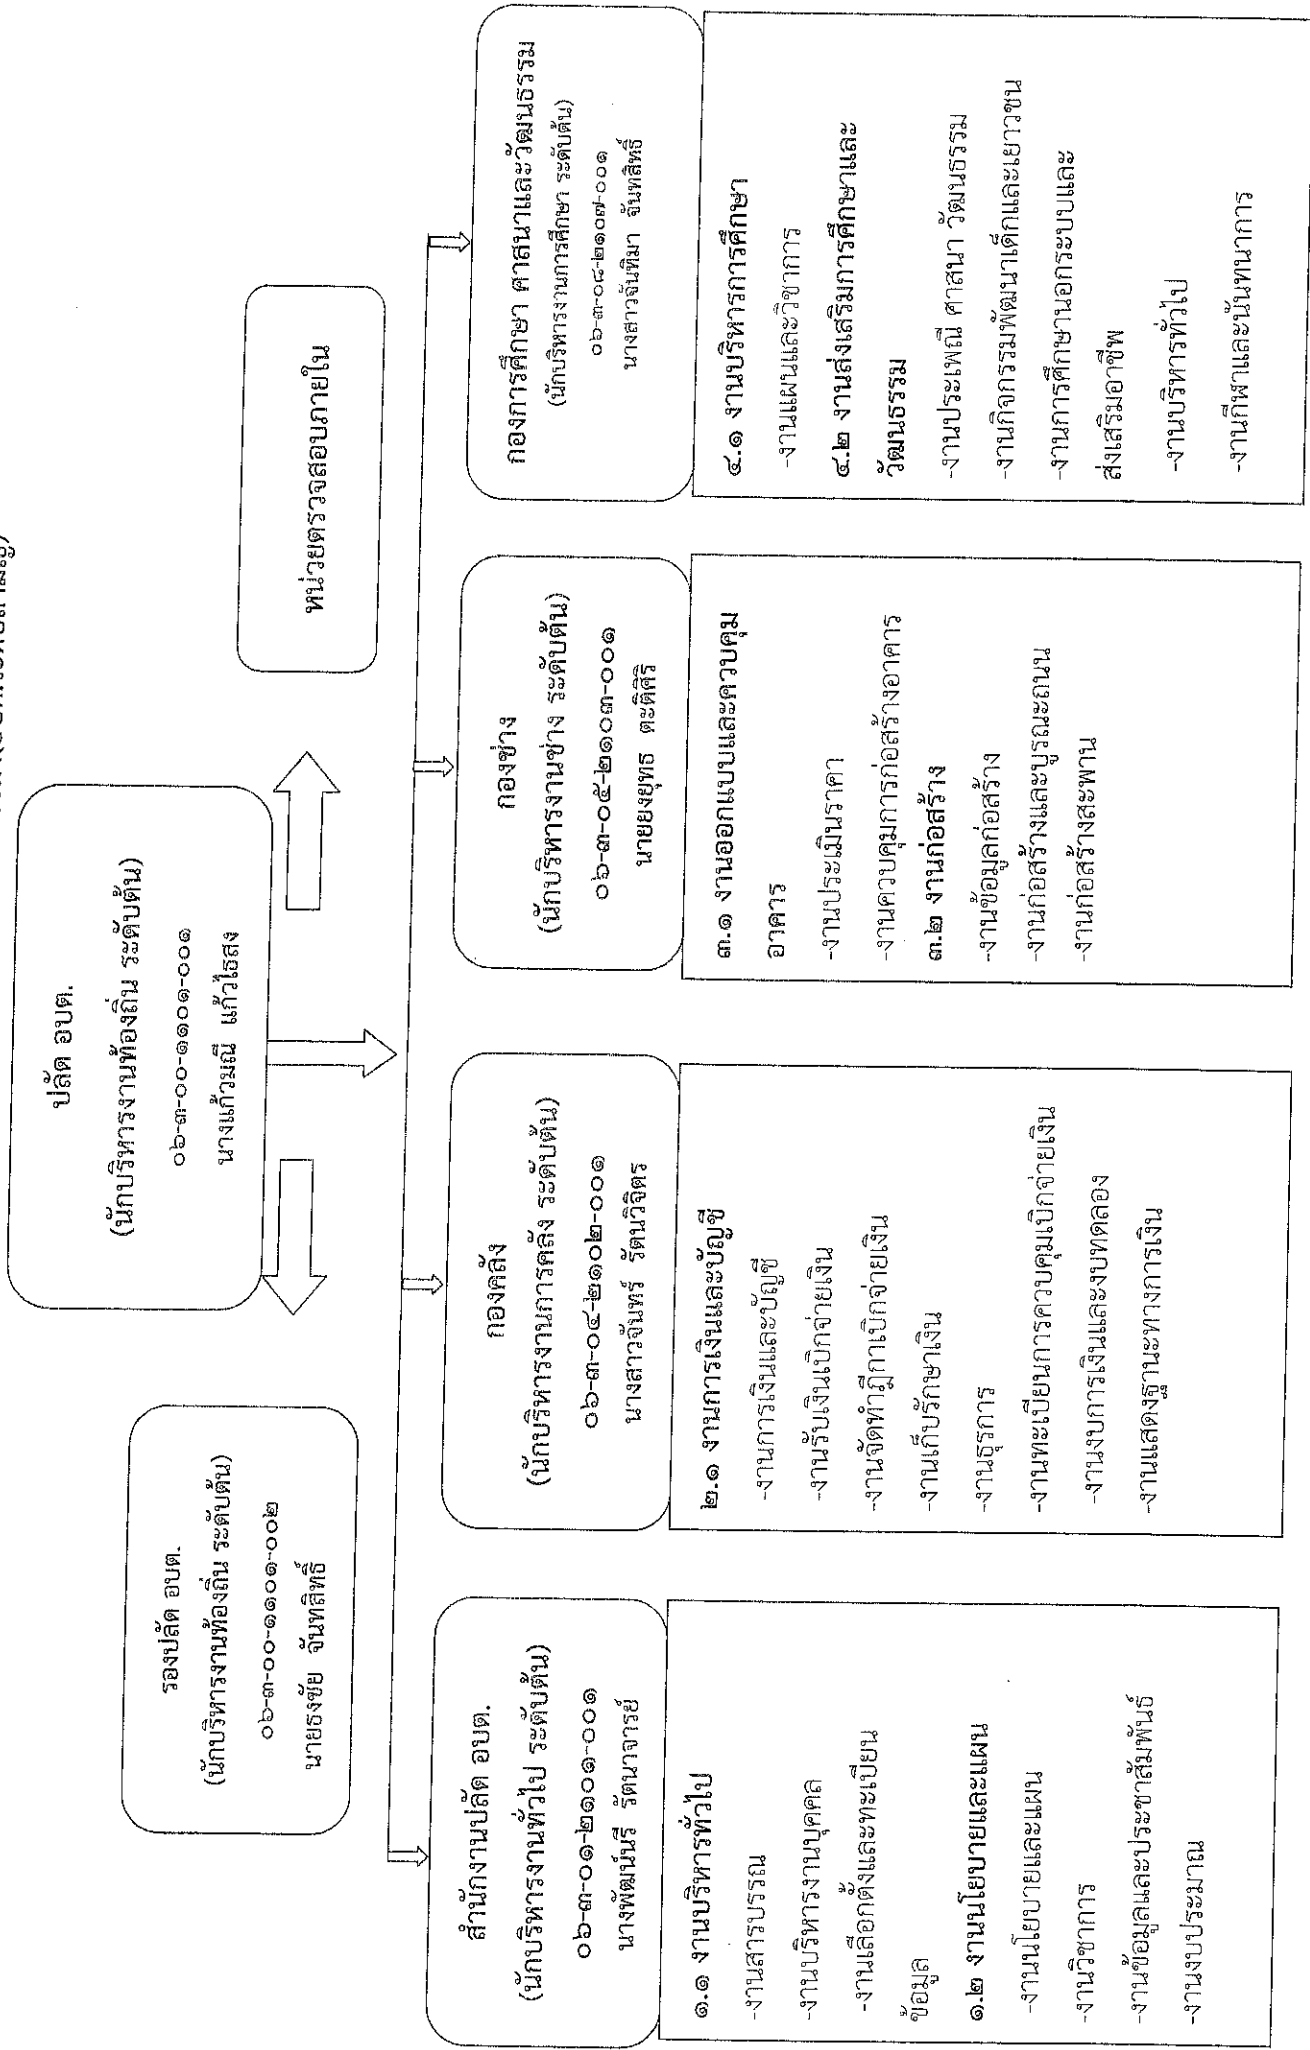 ปลัด อบต.
(นักบริหารงานท้องถิ่น ระดับต้น)
๐๖-๓-๐๐-๑๑๐๑-๐๐๑
นางแก้วมณี แก้วไธสง
รองปลัด อบต.
(นักบริหารงานท้องถิ่น ระดับต้น)
๐๖-๓-๐๐-๑๑๐๑-๐๐๒
นายธงชัย จันทสิทธิ์
หน่วยตรวจสอบภายใน
สำนักงานปลัด อบต.
(นักบริหารงานทั่วไป ระดับต้น)
๐๖-๓-๐๑-๒๑๐๑-๐๐๑
นางพัฒน์นรี รัตนาจารย์
๑.๑ งานบริหารทั่วไป
-งานสารบรรณ
-งานบริหารงานบุคคล
-งานเลือกตั้งและทะเบียน
ข้อมูล
๑.๒ งานนโยบายและแผน
-งานนโยบายและแผน
-งานวิชาการ
-งานข้อมูลและประชาสัมพันธ์
-งานงบประมาณ
กองคลัง
(นักบริหารงานการคลัง ระดับต้น)
๐๖-๓-๐๔-๒๑๐๒-๐๐๑
นางสาวจันทร์ รัตนวิจิตร
๒.๑ งานการเงินและบัญชี
-งานการเงินและบัญชี
-งานรับเงินเบิกจ่ายเงิน
-งานจัดทำฎีกาเบิกจ่ายเงิน
-งานเก็บรักษาเงิน
-งานธุรการ
-งานทะเบียนการควบคุมเบิกจ่ายเงิน
-งานงบการเงินและงบทดลอง
-งานแสดงฐานะทางการเงิน
กองช่าง
(นักบริหารงานช่าง ระดับต้น)
๐๖-๓-๐๕-๒๑๐๓-๐๐๑
นายยงยุทธ ตะติศิริ
๓.๑ งานออกแบบและควบคุม
อาคาร
-งานประเมินราคา
-งานควบคุมการก่อสร้างอาคาร
๓.๒ งานก่อสร้าง
-งานข้อมูลก่อสร้าง
-งานก่อสร้างและบูรณะถนน
-งานก่อสร้างสะพาน
กองการศึกษา ศาสนาและวัฒนธรรม
(นักบริหารงานการศึกษา ระดับต้น)
๐๖-๓-๐๘-๒๑๐๗-๐๐๑
นางสาวจันทิมา จันทสิทธิ์
๔.๑ งานบริหารการศึกษา
-งานแผนและวิชาการ
๔.๒ งานส่งเสริมการศึกษาและ
วัฒนธรรม
-งานประเพณี ศาสนา วัฒนธรรม
-งานกิจกรรมพัฒนาเด็กและเยาวชน
-งานการศึกษานอกระบบและ
ส่งเสริมอาชีพ
-งานบริหารทั่วไป
-งานกีฬาและนันทนาการ